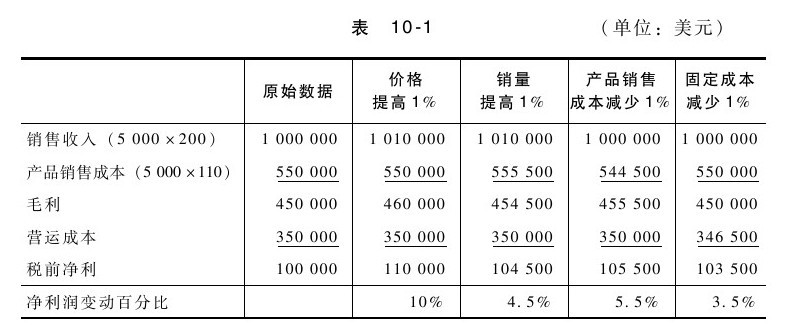 表 10-1 （单位：美元）
原始数据 价格提高1% 销量提高1% 产品销售成本减少1% 固定成本减少1%
销售收入（5 000×200） 1 000 000 1 010 000 1 010 000 1 000 000 1 000 000
产品销售成本（5 000×110） 550 000 550 000 555 500 544 500 550 000
毛利 450 000 460 000 454 500 455 500 450 000
营运成本 350 000 350 000 350 000 350 000 346 500
税前净利 100 000 110 000 104 500 105 500 103 500
净利润变动百分比 10% 4.5% 5.5% 3.5%